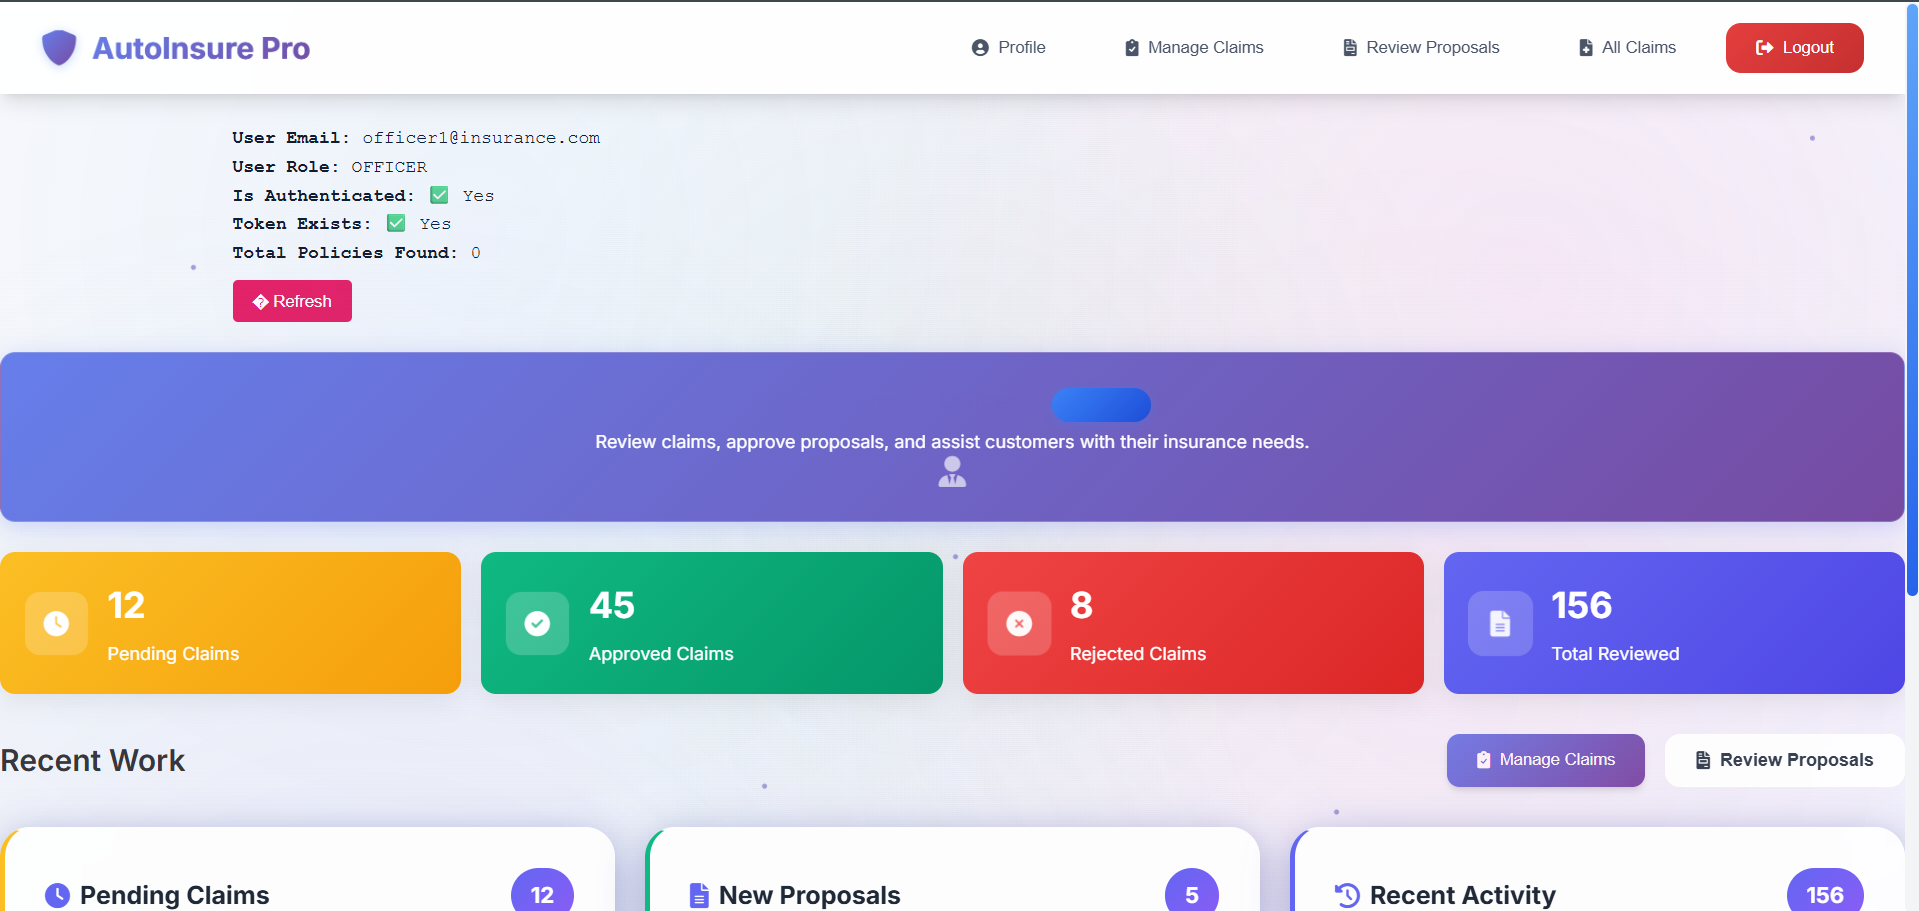 AutoInsure Pro
Profile
Manage Claims
Review Proposals
All Claims
Logout
User Email: officer1@insurance.com
User Role: OFFICER
Is Authenticated: ✅ Yes
Token Exists: ✅ Yes
Total Policies Found: 0
� Refresh
Review claims, approve proposals, and assist customers with their insurance needs.
12
Pending Claims
45
Approved Claims
8
Rejected Claims
156
Total Reviewed
Recent Work
Manage Claims
Review Proposals
Pending Claims
12
New Proposals
5
Recent Activity
156